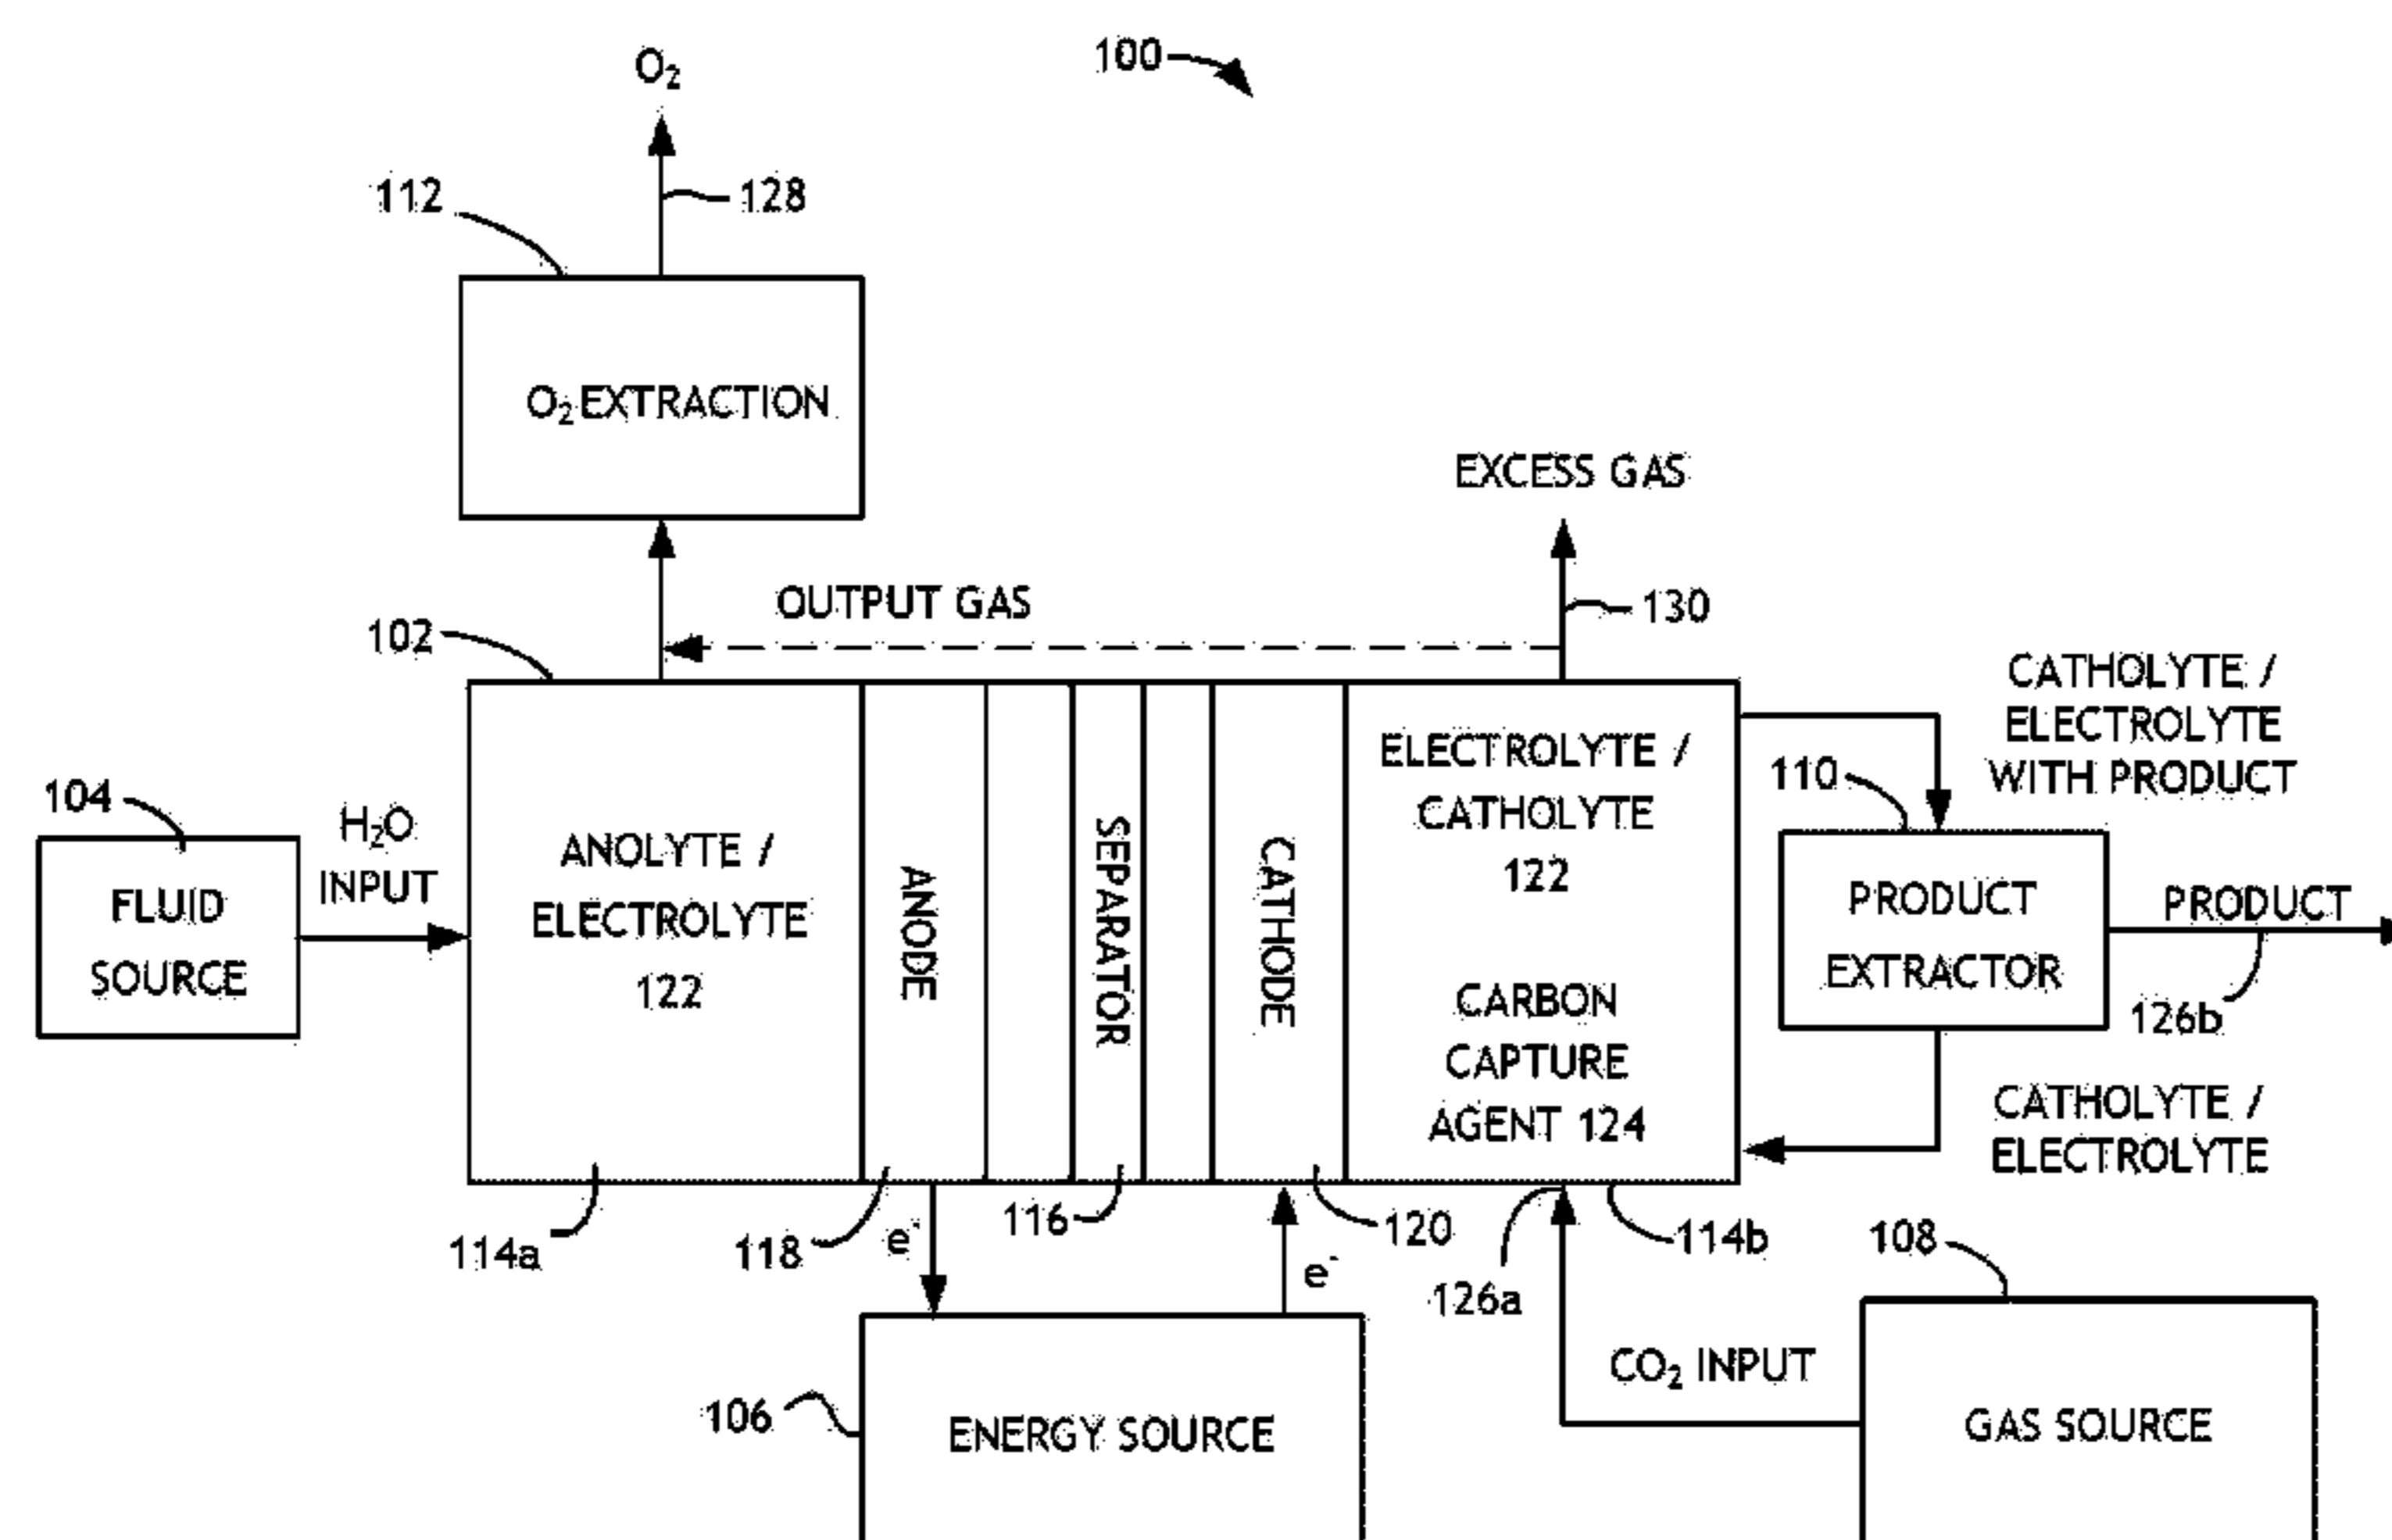 100
O₂
112
128
O₂ EXTRACTION
EXCESS GAS
OUTPUT GAS
130
102
CATHOLYTE /
ELECTROLYTE
WITH PRODUCT
104
H₂O
INPUT
FLUID
SOURCE
ANOLYTE /
ELECTROLYTE
122
ANODE
SEPARATOR
CATHODE
ELECTROLYTE /
CATHOLYTE
122
CARBON
CAPTURE
AGENT 124
110
PRODUCT
EXTRACTOR
PRODUCT
126b
CATHOLYTE /
ELECTROLYTE
114a
118
e⁻
116
e⁻
120
126a
114b
108
106
ENERGY SOURCE
CO₂ INPUT
GAS SOURCE